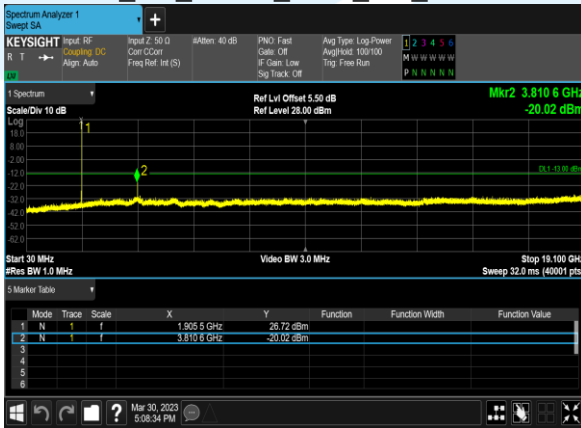 Spectrum Analyzer 1
Swept SA
KEYSIGHT Input: RF Input Z: 50 Ω #Atten: 40 dB PNO: Fast Avg Type: Log-Power 1 2 3 4 5 6
R T Coupling: DC Corr CCorr Gate: Off Avg|Hold: 100/100 M W W W W W
Align: Auto Freq Ref: Int (S) IF Gain: Low Trig: Free Run
Sig Track: Off P N N N N N
1 Spectrum Ref Lvl Offset 5.50 dB Mkr2 3.810 6 GHz
Scale/Div 10 dB Ref Level 28.00 dBm -20.02 dBm
Log
18.0
8.00
-2.00
-12.0
-22.0
-32.0
-42.0
-52.0
-62.0
1
2
DL1 -13.00 dBm
Start 30 MHz Video BW 3.0 MHz Stop 19.100 GHz
#Res BW 1.0 MHz Sweep 32.0 ms (40001 pts)
5 Marker Table
Mode Trace Scale X Y Function Function Width Function Value
1 N 1 f 1.905 5 GHz 26.72 dBm
2 N 1 f 3.810 6 GHz -20.02 dBm
3
4
5
6
? Mar 30, 2023
5:08:34 PM